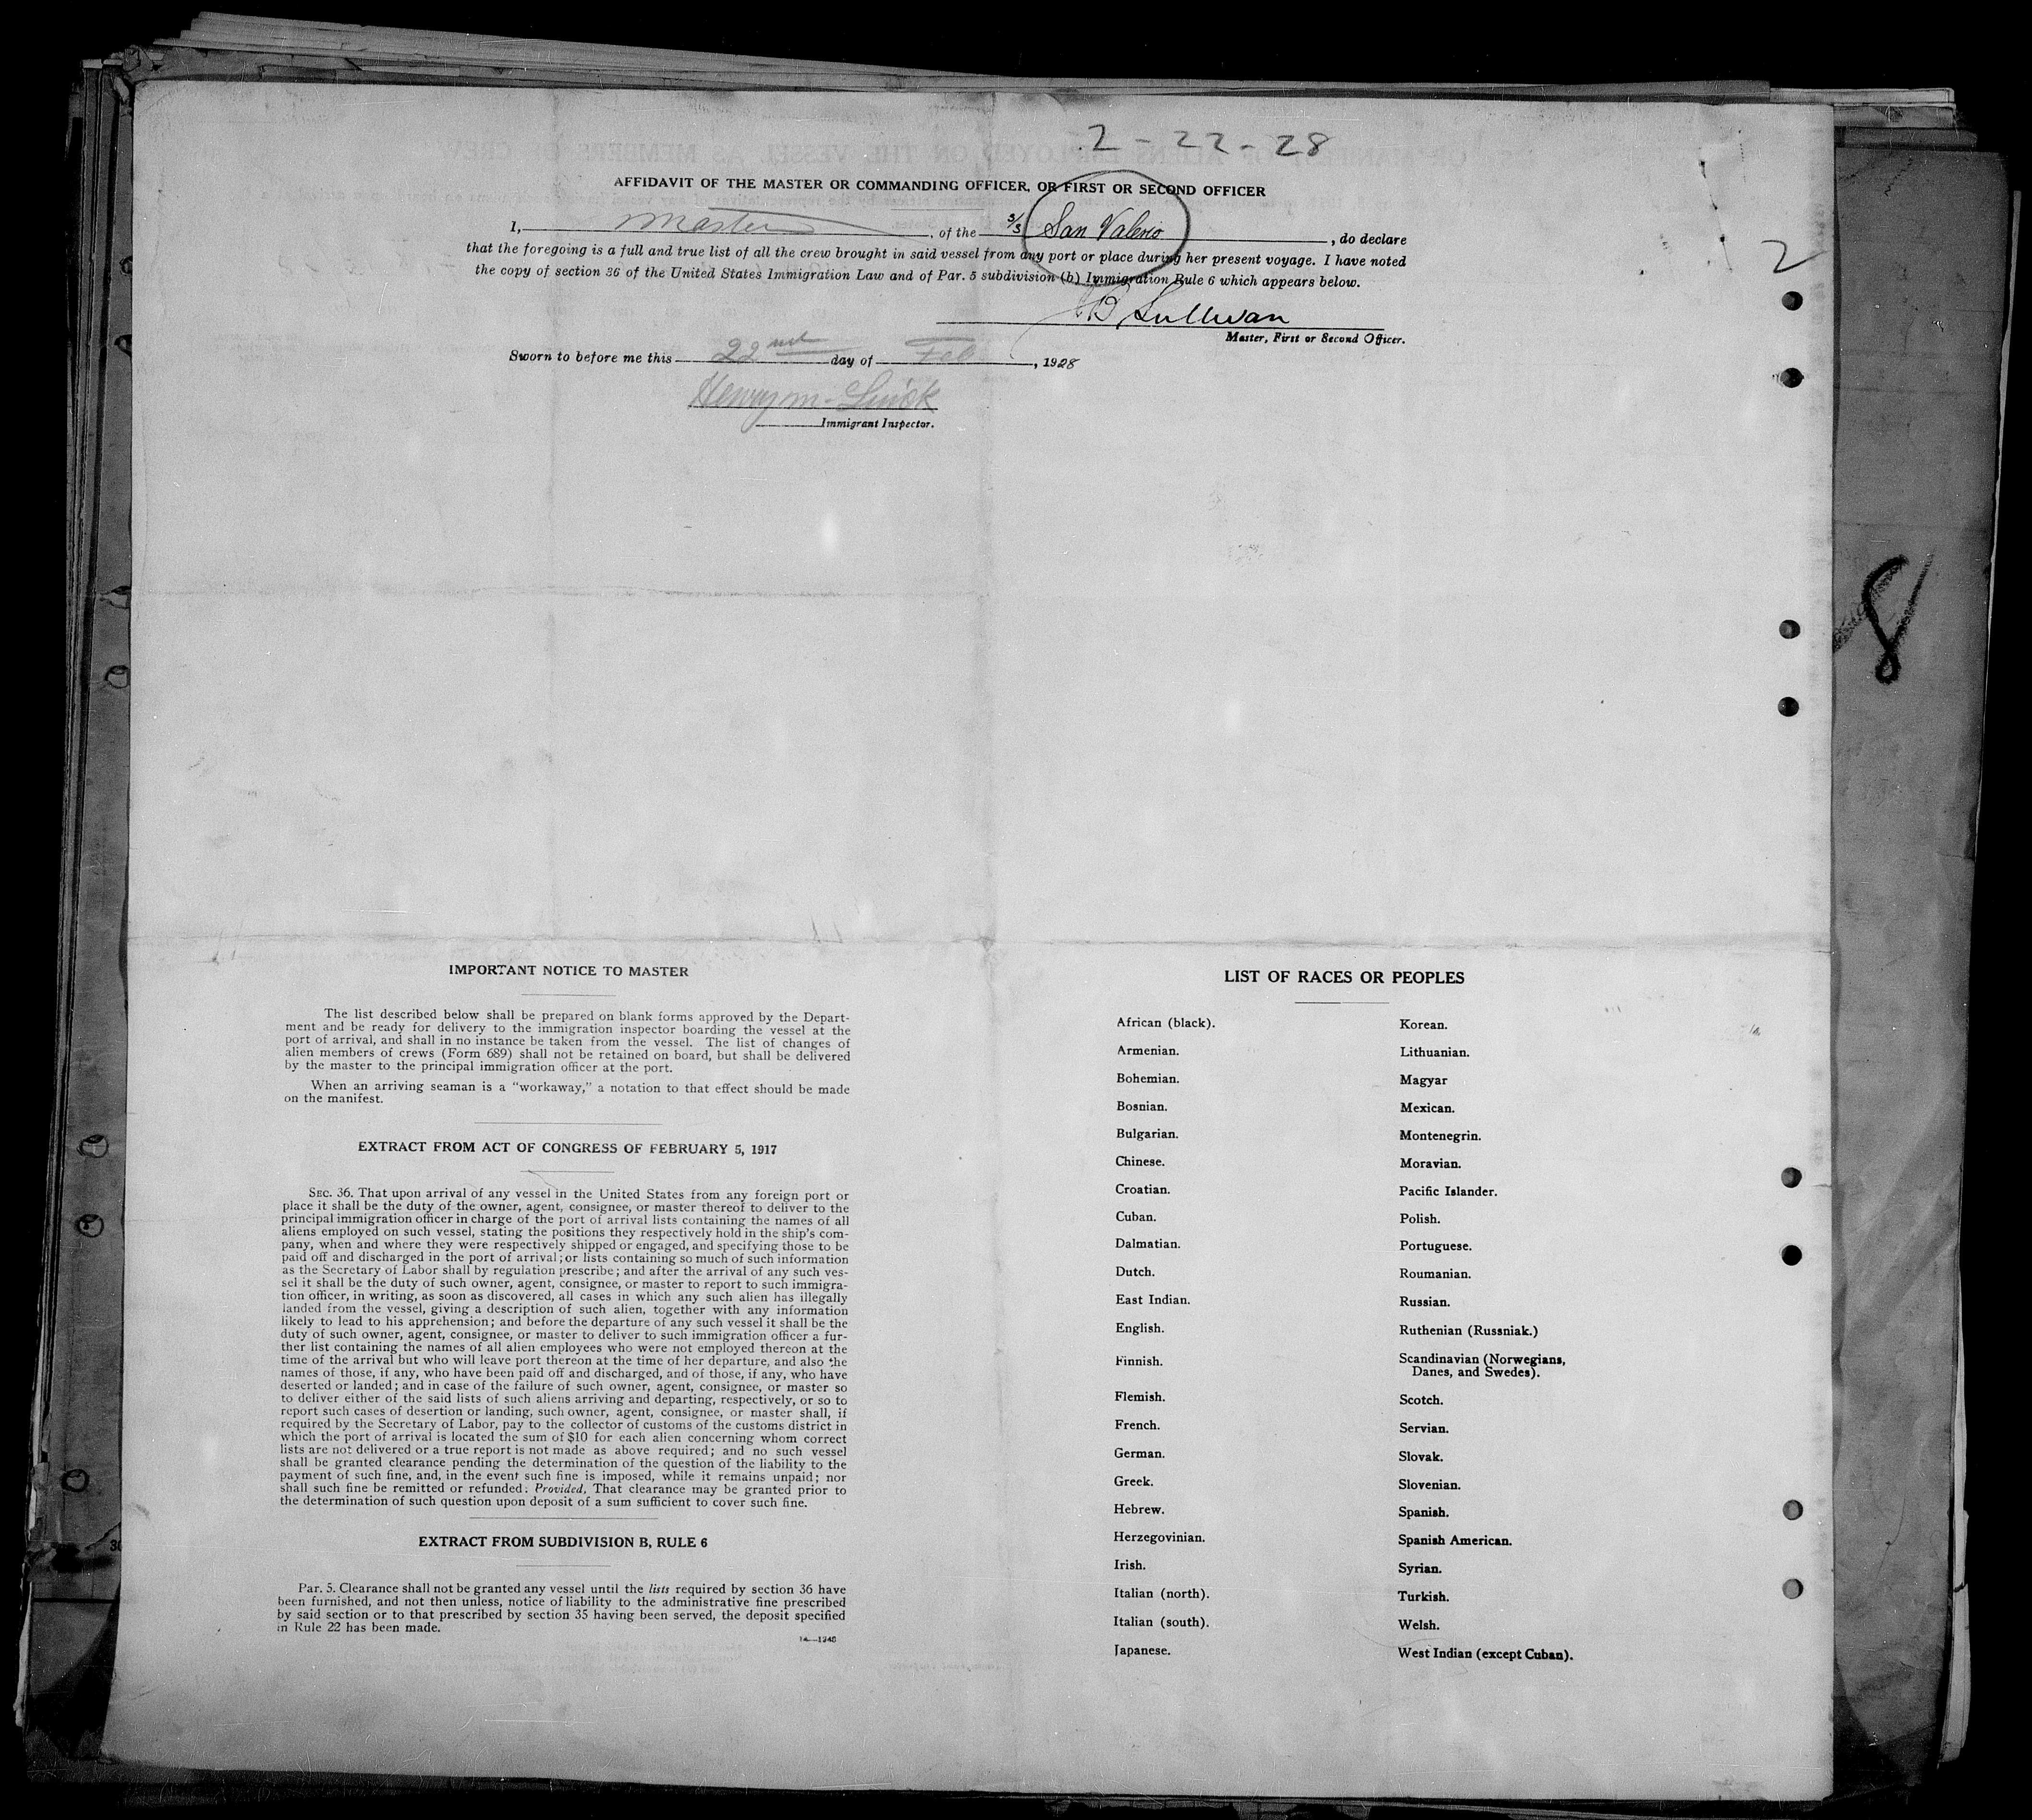 2-22-28
AFFIDAVIT OF THE MASTER OR COMMANDING OFFICER, OR FIRST OR SECOND OFFICER
I, Master, of the S/S San Valerio, do declare
that the foregoing is a full and true list of all the crew brought in said vessel from any port or place during her present voyage. I have noted
the copy of section 36 of the United States Immigration Law and of Par. 5 subdivision (b) Immigration Rule 6 which appears below.
2
Sullivan
Master, First or Second Officer.
Sworn to before me this 22nd day of Feb, 1928
Henry M.
Immigrant Inspector.
8
IMPORTANT NOTICE TO MASTER
The list described below shall be prepared on blank forms approved by the Depart-
ment and be ready for delivery to the immigration inspector boarding the vessel at the
port of arrival, and shall in no instance be taken from the vessel. The list of changes of
alien members of crews (Form 689) shall not be retained on board, but shall be delivered
by the master to the principal immigration officer at the port.
When an arriving seaman is a "workaway," a notation to that effect should be made
on the manifest.
EXTRACT FROM ACT OF CONGRESS OF FEBRUARY 5, 1917
SEC. 36. That upon arrival of any vessel in the United States from any foreign port or
place it shall be the duty of the owner, agent, consignee, or master thereof to deliver to the
principal immigration officer in charge of the port of arrival lists containing the names of all
aliens employed on such vessel, stating the positions they respectively hold in the ship's com-
pany, when and where they were respectively shipped or engaged, and specifying those to be
paid off and discharged in the port of arrival; or lists containing so much of such information
as the Secretary of Labor shall by regulation prescribe; and after the arrival of any such ves-
sel it shall be the duty of such owner, agent, consignee, or master to report to such immigra-
tion officer, in writing, as soon as discovered, all cases in which any such alien has illegally
landed from the vessel, giving a description of such alien, together with any information
likely to lead to his apprehension; and before the departure of any such vessel it shall be the
duty of such owner, agent, consignee, or master to deliver to such immigration officer a fur-
ther list containing the names of all alien employees who were not employed thereon at the
time of the arrival but who will leave port thereon at the time of her departure, and also the
names of those, if any, who have been paid off and discharged, and of those, if any, who have
deserted or landed; and in case of the failure of such owner, agent, consignee, or master so
to deliver either of the said lists of such aliens arriving and departing, respectively, or so to
report such cases of desertion or landing, such owner, agent, consignee, or master shall, if
required by the Secretary of Labor, pay to the collector of customs of the customs district in
which the port of arrival is located the sum of $10 for each alien concerning whom correct
lists are not delivered or a true report is not made as above required; and no such vessel
shall be granted clearance pending the determination of the question of the liability to the
payment of such fine, and, in the event such fine is imposed, while it remains unpaid; nor
shall such fine be remitted or refunded: Provided, That clearance may be granted prior to
the determination of such question upon deposit of a sum sufficient to cover such fine.
EXTRACT FROM SUBDIVISION B, RULE 6
Par. 5. Clearance shall not be granted any vessel until the lists required by section 36 have
been furnished, and not then unless, notice of liability to the administrative fine prescribed
by said section or to that prescribed by section 35 having been served, the deposit specified
in Rule 22 has been made.
14—1240
LIST OF RACES OR PEOPLES
African (black).
Armenian.
Bohemian.
Bosnian.
Bulgarian.
Chinese.
Croatian.
Cuban.
Dalmatian.
Dutch.
East Indian.
English.
Finnish.
Flemish.
French.
German.
Greek.
Hebrew.
Herzegovinian.
Irish.
Italian (north).
Italian (south).
Japanese.
Korean.
Lithuanian.
Magyar
Mexican.
Montenegrin.
Moravian.
Pacific Islander.
Polish.
Portuguese.
Roumanian.
Russian.
Ruthenian (Russniak.)
Scandinavian (Norwegians,
Danes, and Swedes).
Scotch.
Servian.
Slovak.
Slovenian.
Spanish.
Spanish American.
Syrian.
Turkish.
Welsh.
West Indian (except Cuban).